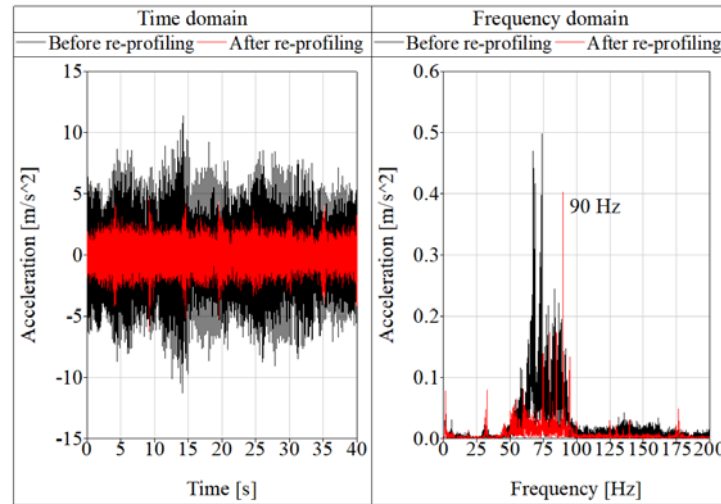 Time domain
Before re-profiling After re-profiling
15
10
5
0
-5
-10
-15
0 5 10 15 20 25 30 35 40
Acceleration [m/s^2]
Time [s]
Frequency domain
Before re-profiling After re-profiling
0.6
0.5
0.4
0.3
0.2
0.1
0.0
0 25 50 75 100 125 150 175 200
Acceleration [m/s^2]
90 Hz
Frequency [Hz]